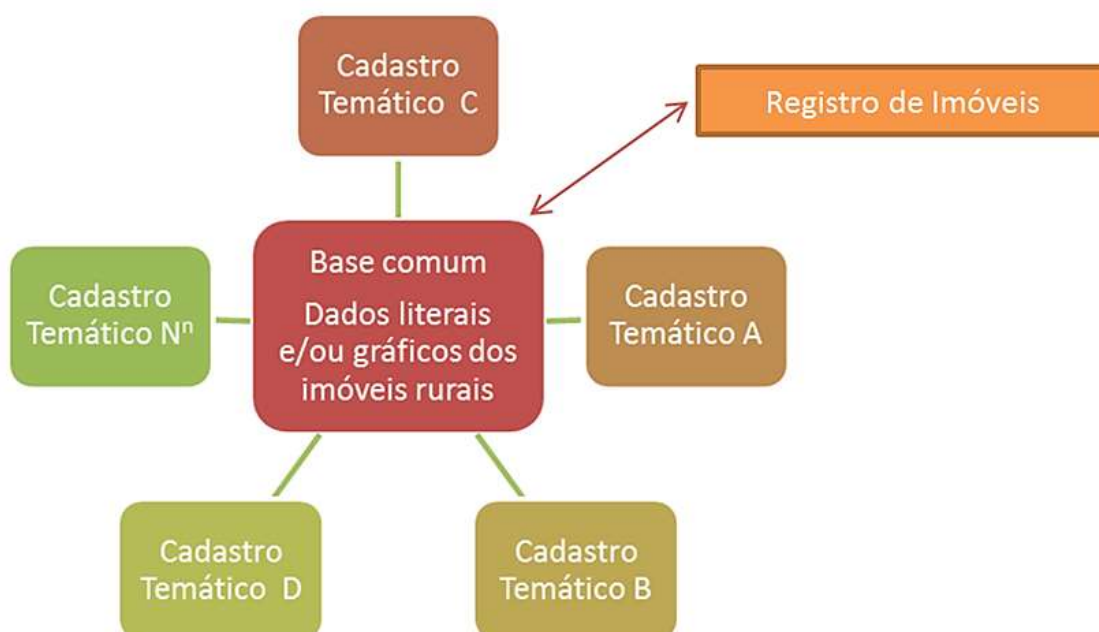 Cadastro
Temático C
Registro de Imóveis
Base comum
Dados literais
e/ou gráficos dos
imóveis rurais
Cadastro
Temático Nⁿ
Cadastro
Temático A
Cadastro
Temático D
Cadastro
Temático B